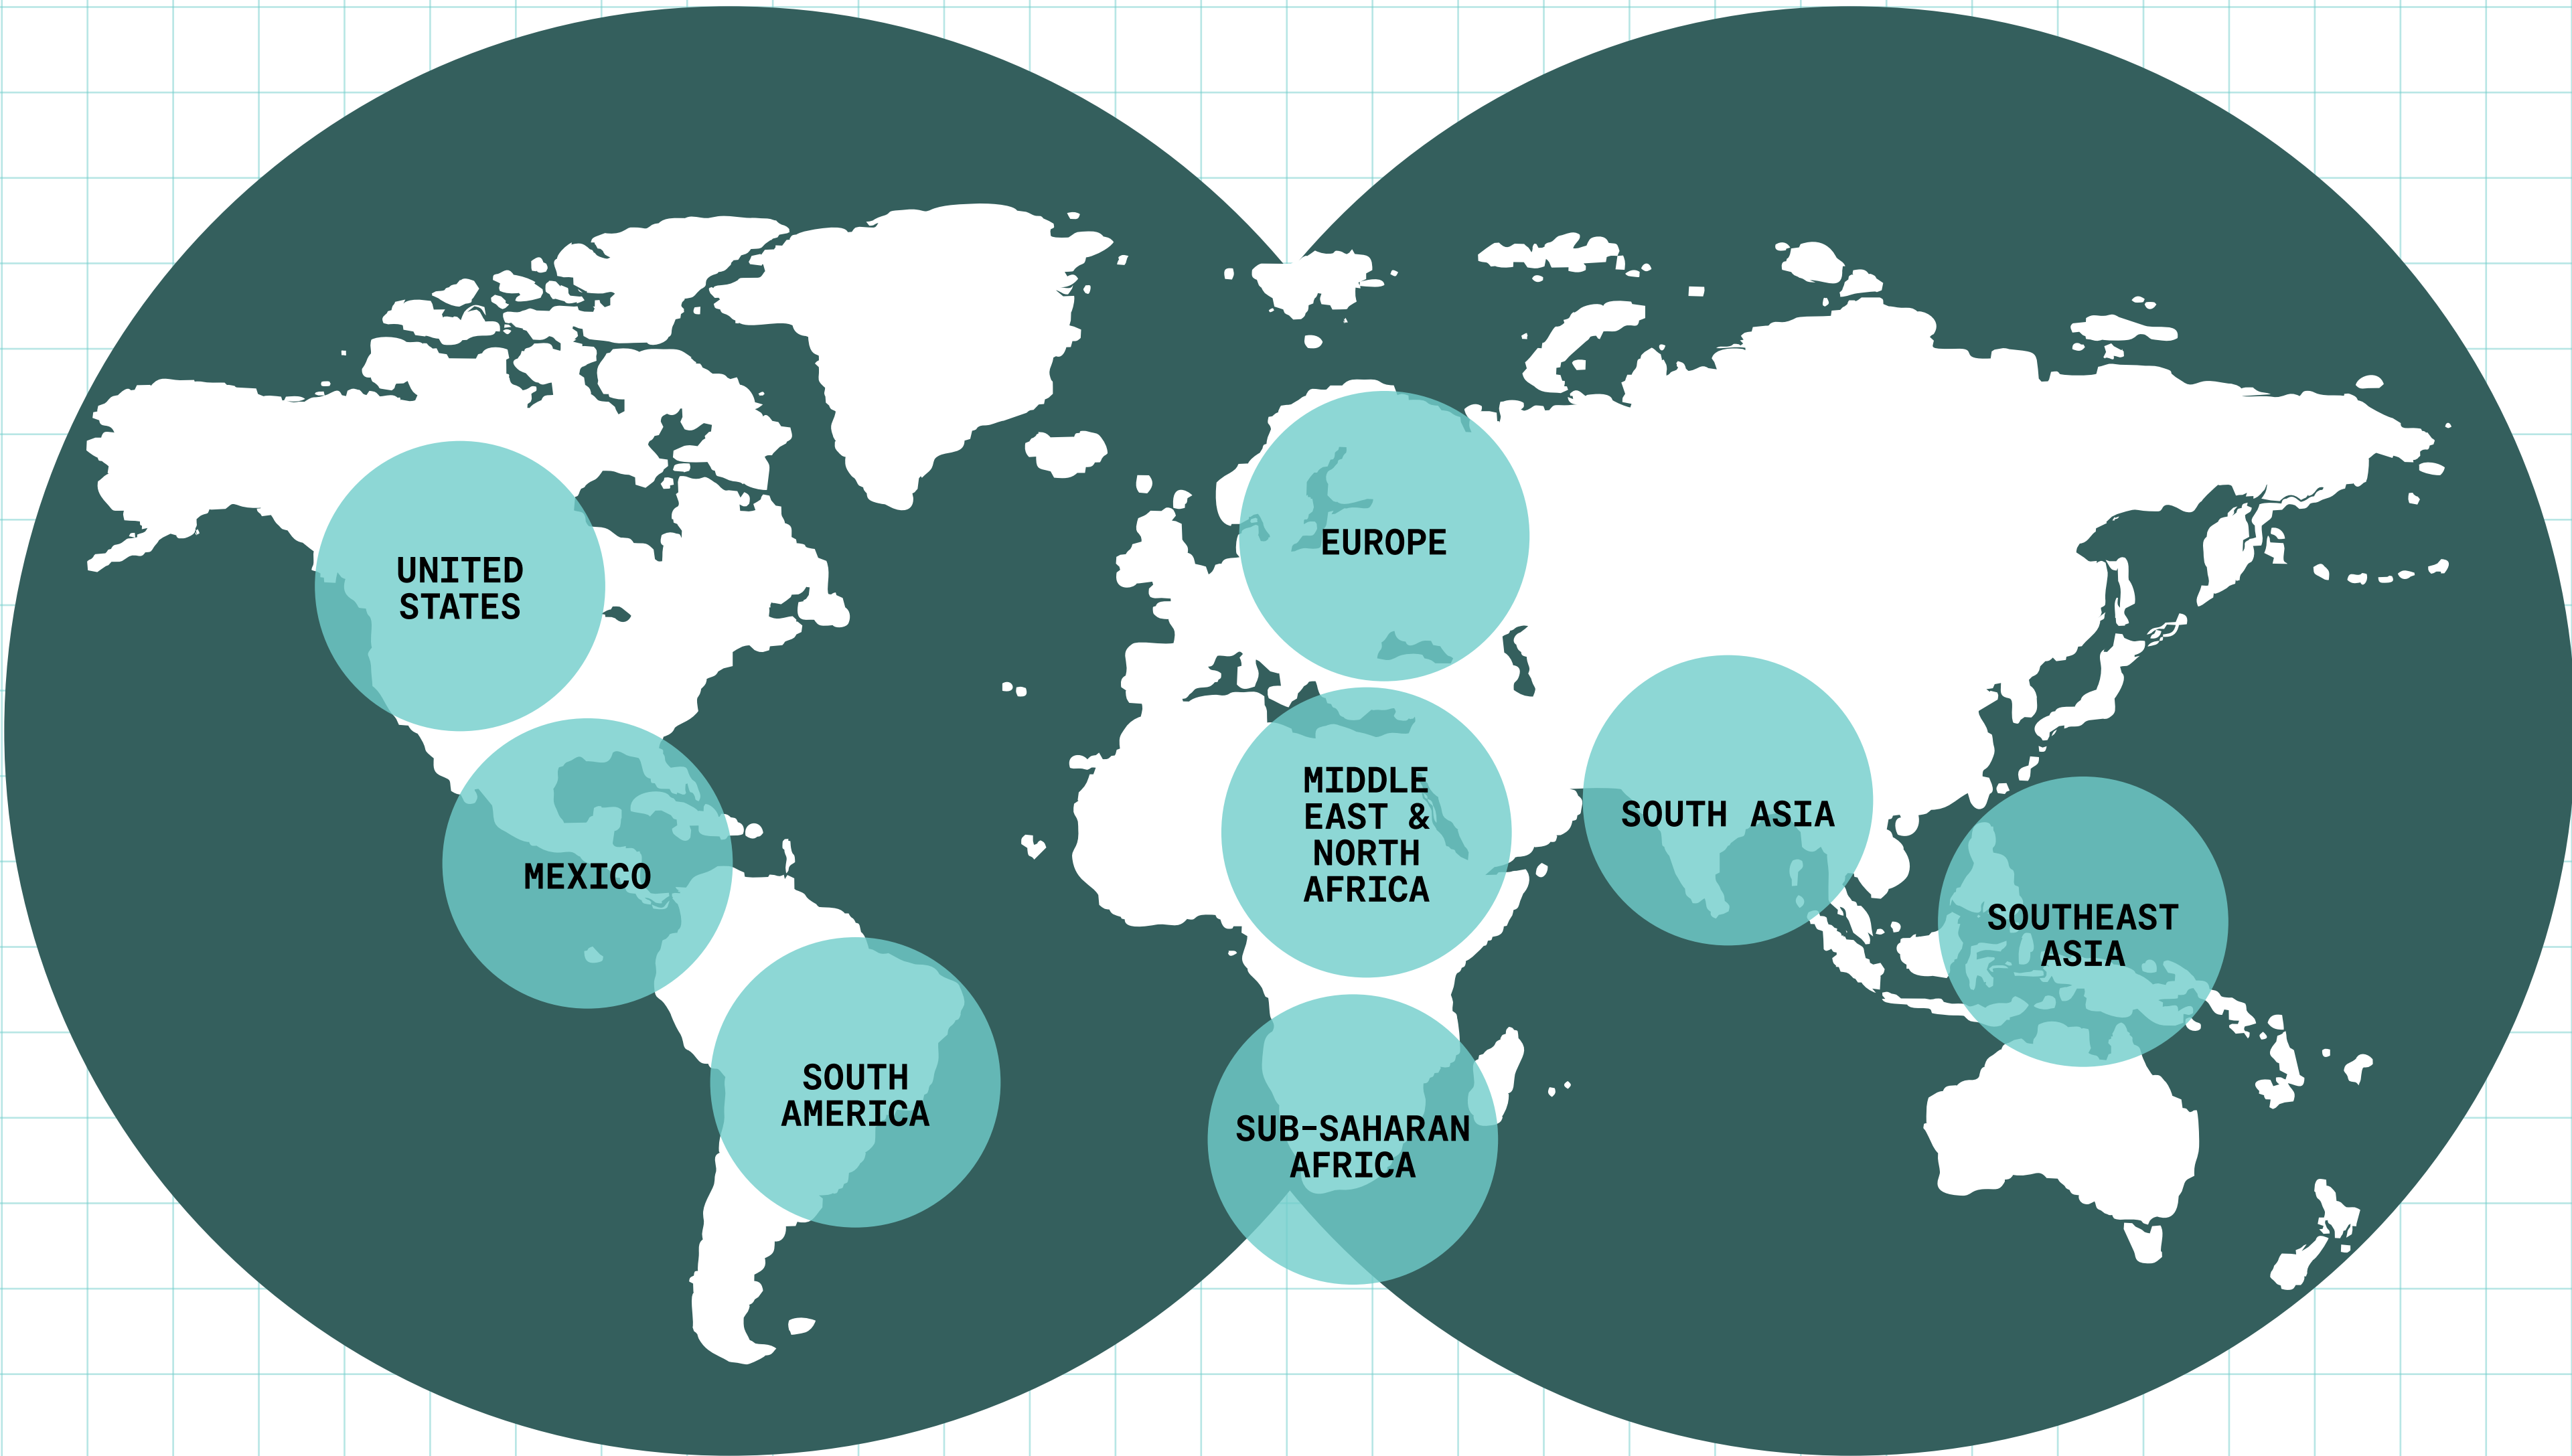 UNITED
STATES
EUROPE
MEXICO
MIDDLE
EAST &
NORTH
AFRICA
SOUTH ASIA
SOUTHEAST
ASIA
SOUTH
AMERICA
SUB-SAHARAN
AFRICA